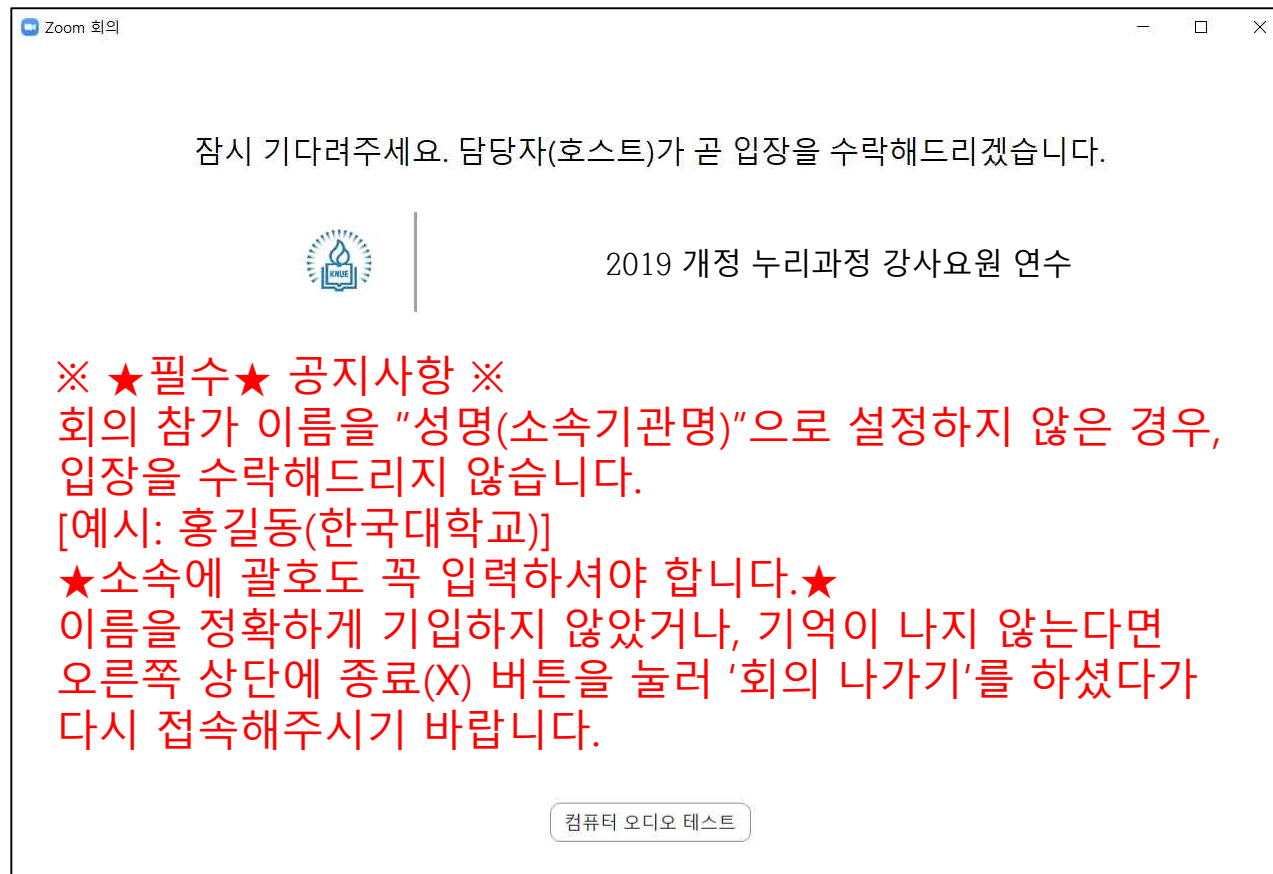 Zoom 회의
잠시 기다려주세요. 담당자(호스트)가 곧 입장을 수락해드리겠습니다.
KNUE
2019 개정 누리과정 강사요원 연수
※ ★필수★ 공지사항 ※
회의 참가 이름을 “성명(소속기관명)”으로 설정하지 않은 경우,
입장을 수락해드리지 않습니다.
[예시: 홍길동(한국대학교)]
★소속에 괄호도 꼭 입력하셔야 합니다.★
이름을 정확하게 기입하지 않았거나, 기억이 나지 않는다면
오른쪽 상단에 종료(X) 버튼을 눌러 ‘회의 나가기‘를 하셨다가
다시 접속해주시기 바랍니다.
컴퓨터 오디오 테스트